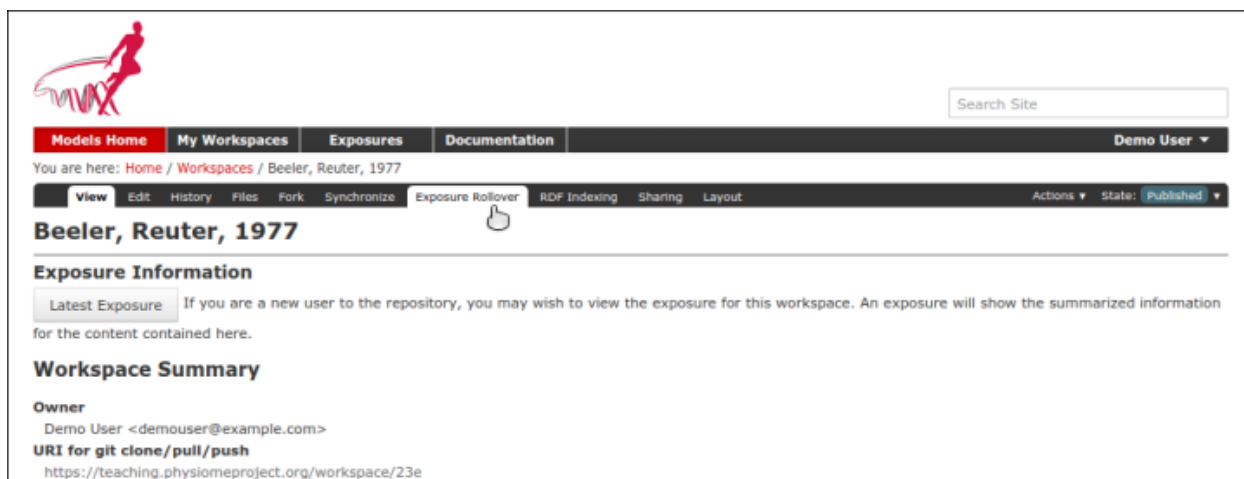 Search Site
Models Home My Workspaces Exposures Documentation Demo User
You are here: Home / Workspaces / Beeler, Reuter, 1977
View Edit History Files Fork Synchronize Exposure Rollover RDF Indexing Sharing Layout Actions State: Published
Beeler, Reuter, 1977
Exposure Information
Latest Exposure If you are a new user to the repository, you may wish to view the exposure for this workspace. An exposure will show the summarized information
for the content contained here.
Workspace Summary
Owner
Demo User <demouser@example.com>
URI for git clone/pull/push
https://teaching.physiomeproject.org/workspace/23e